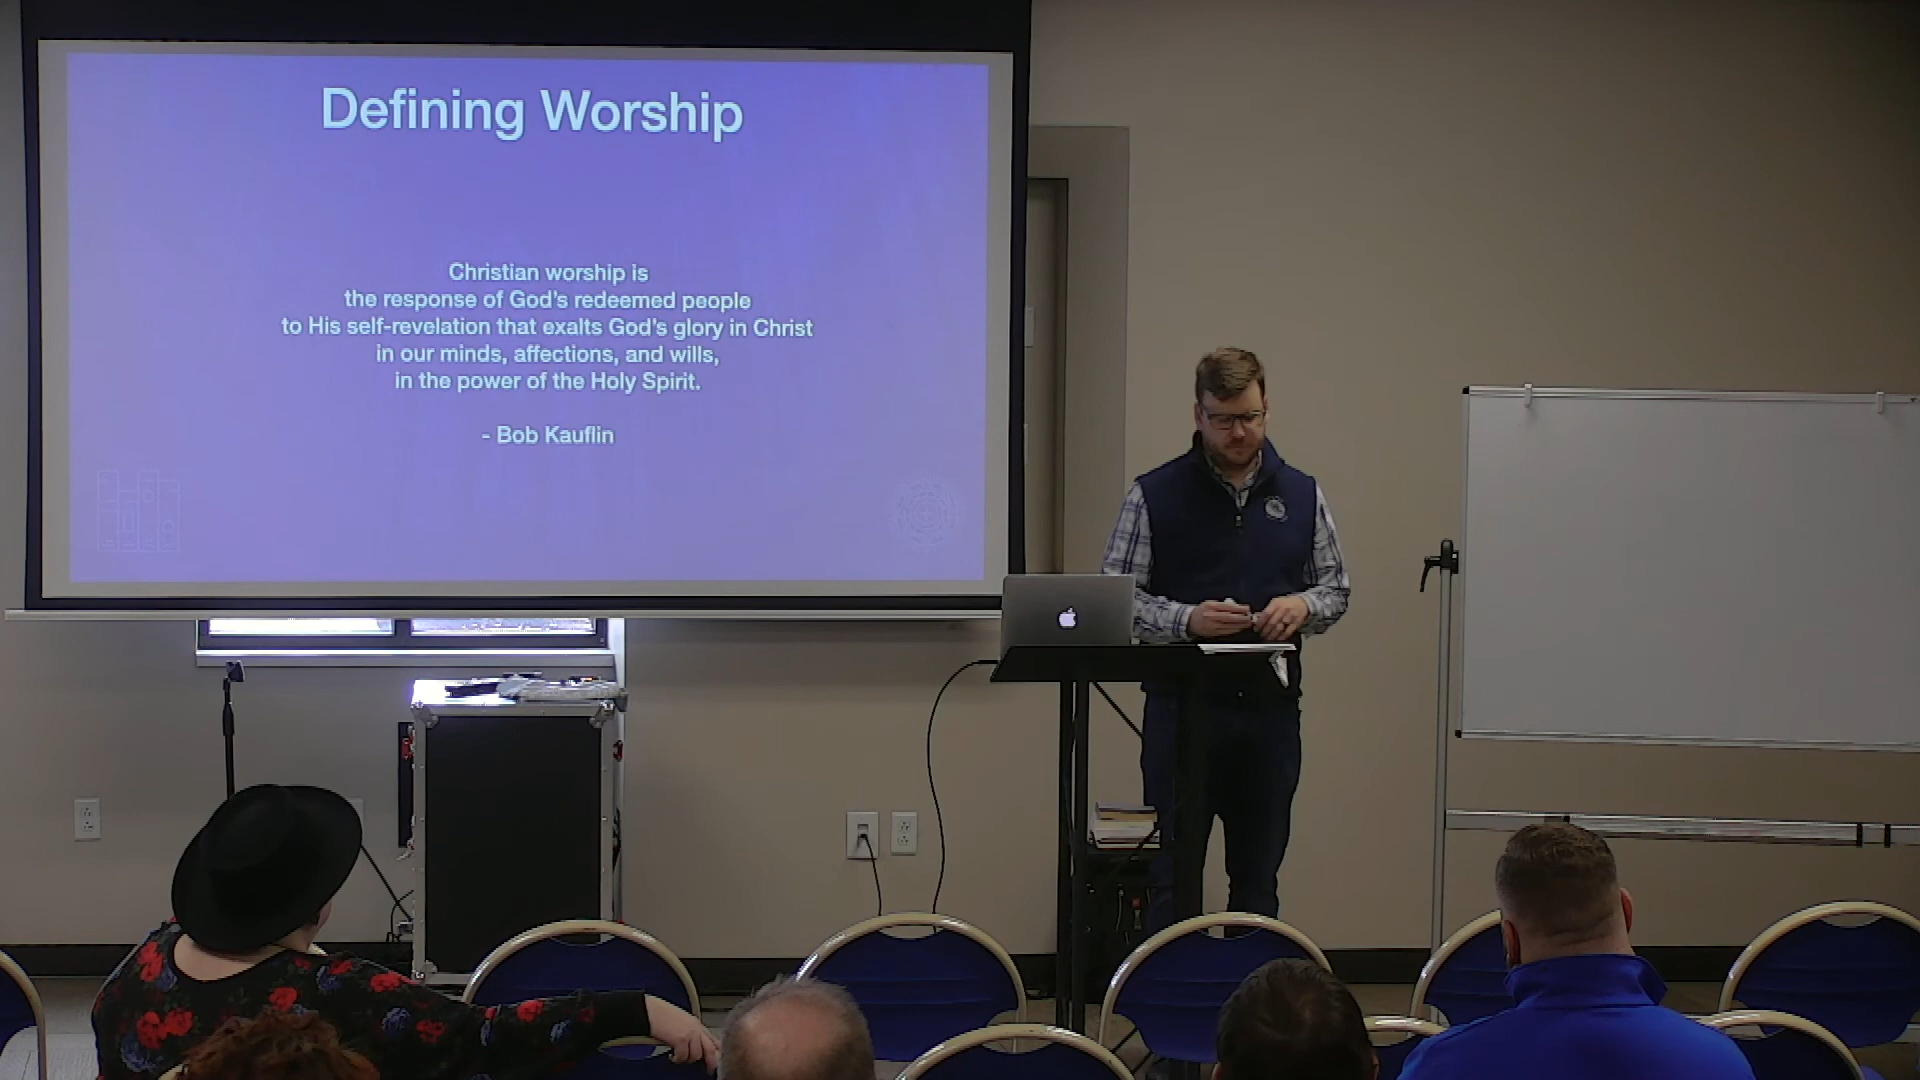 Defining Worship
Christian worship is
the response of God's redeemed people
to His self-revelation that exalts God's glory in Christ
in our minds, affections, and wills,
in the power of the Holy Spirit.
- Bob Kauflin